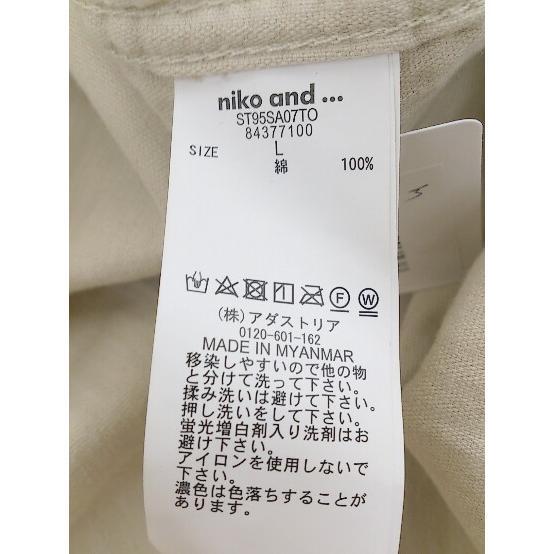 niko and ...
ST95SA07TO
84377100
SIZE L
綿 100%
F W
(株)アダストリア
0120-601-162
MADE IN MYANMAR
移染しやすいので他の物
と分けて洗って下さい。
揉み洗いは避けて下さい。
押し洗いをして下さい。
蛍光増白剤入り洗剤はお
避け下さい。
アイロンを使用しないで
下さい。
濃色は色落ちすることが
あります。